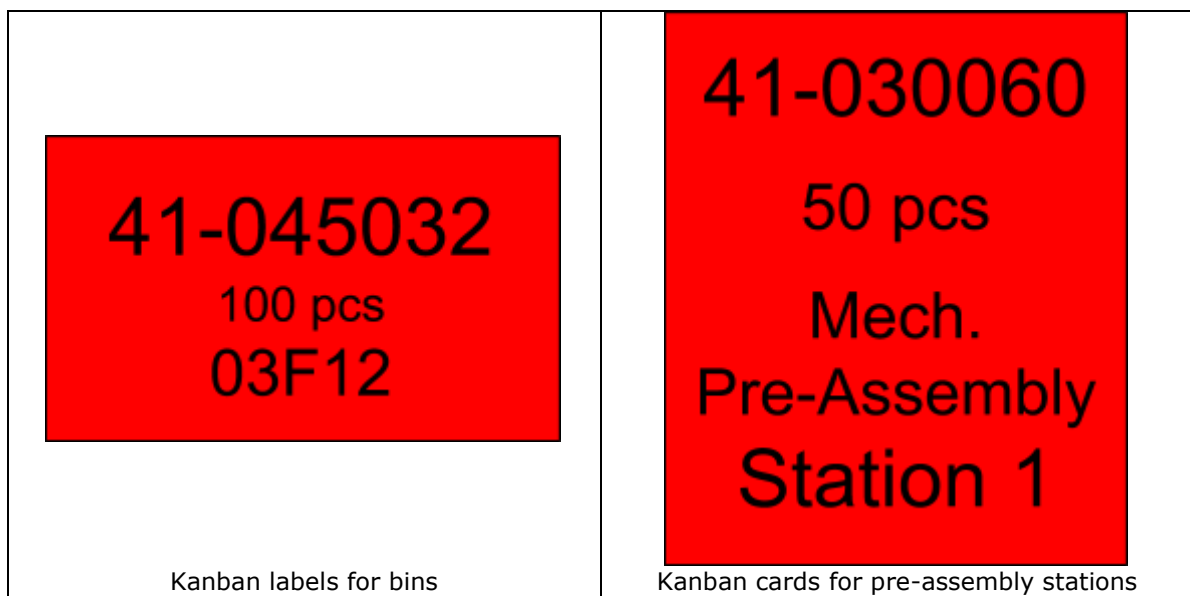 41-045032
100 pcs
03F12
Kanban labels for bins
41-030060
50 pcs
Mech.
Pre-Assembly
Station 1
Kanban cards for pre-assembly stations